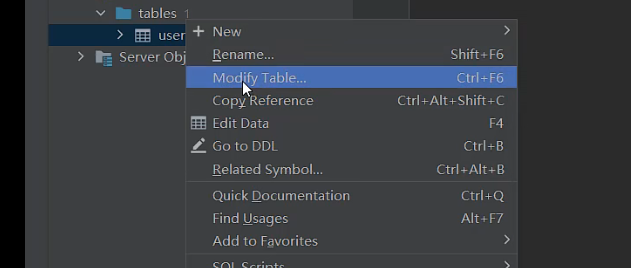 tables 1
user
Server Obj
New
Rename... Shift+F6
Modify Table... Ctrl+F6
Copy Reference Ctrl+Alt+Shift+C
Edit Data F4
Go to DDL Ctrl+B
Related Symbol... Ctrl+Alt+B
Quick Documentation Ctrl+Q
Find Usages Alt+F7
Add to Favorites
SQL Scripts